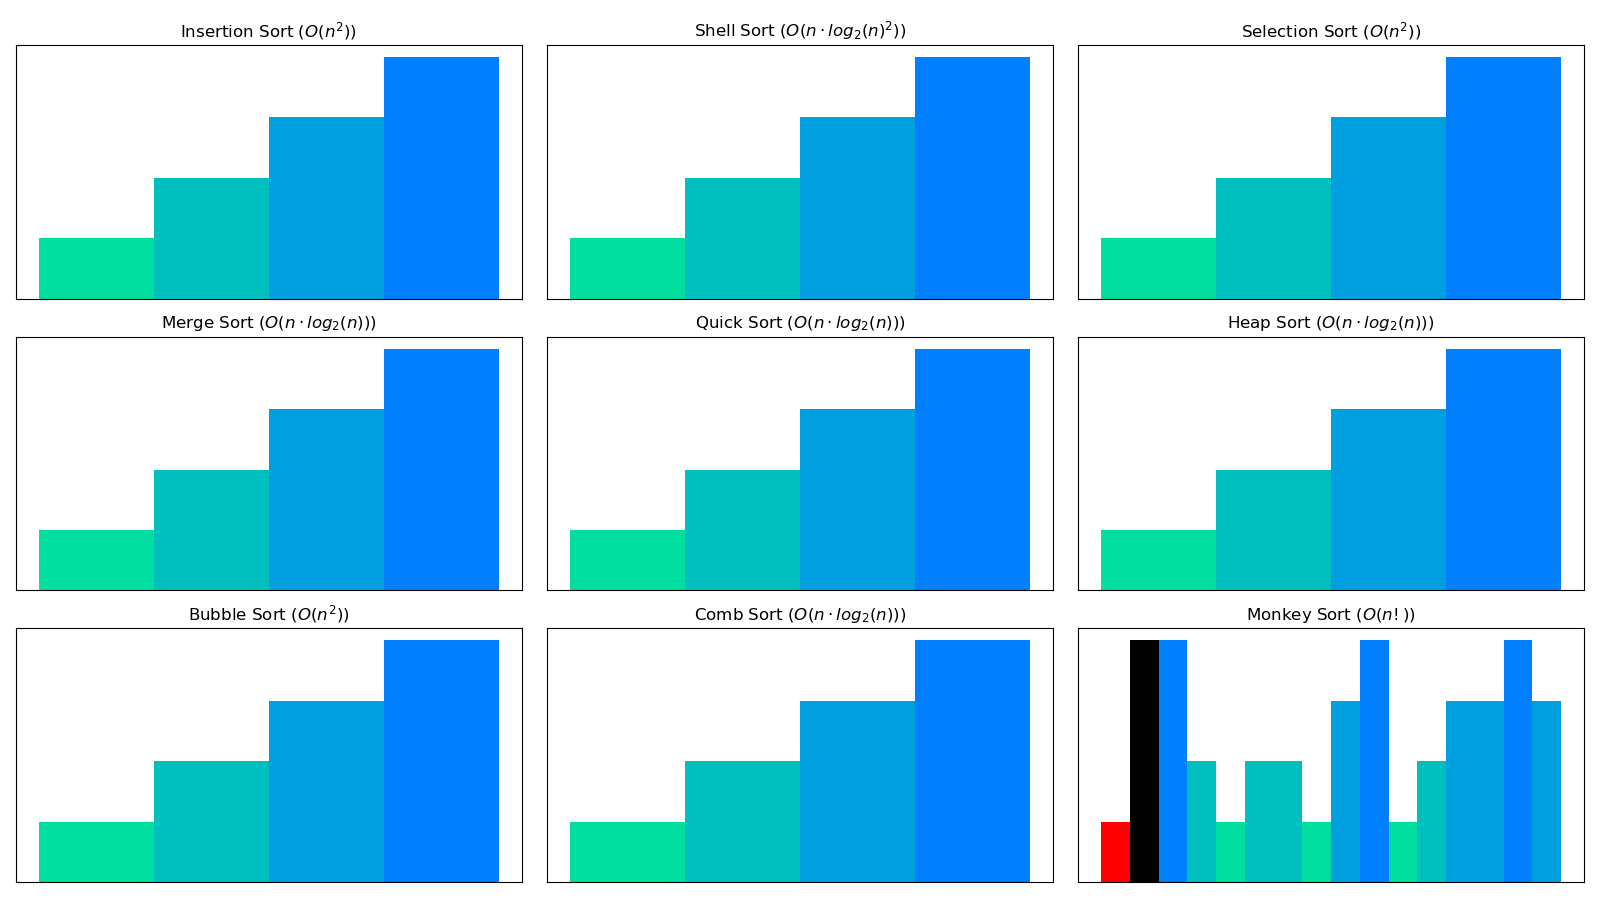 Insertion Sort (O(n²))
Shell Sort (O(n · log₂(n)²))
Selection Sort (O(n²))
Merge Sort (O(n · log₂(n)))
Quick Sort (O(n · log₂(n)))
Heap Sort (O(n · log₂(n)))
Bubble Sort (O(n²))
Comb Sort (O(n · log₂(n)))
Monkey Sort (O(n!))